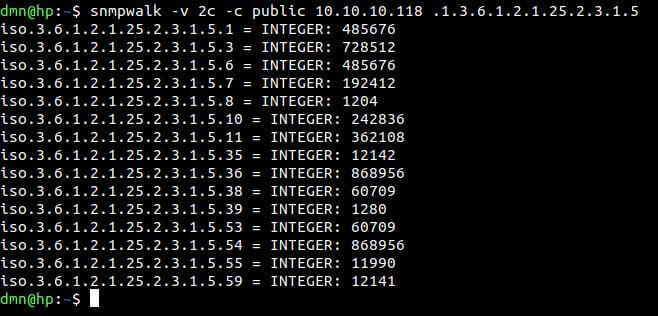 dmn@hp:~$ snmpwalk -v 2c -c public 10.10.10.118 .1.3.6.1.2.1.25.2.3.1.5
iso.3.6.1.2.1.25.2.3.1.5.1 = INTEGER: 485676
iso.3.6.1.2.1.25.2.3.1.5.3 = INTEGER: 728512
iso.3.6.1.2.1.25.2.3.1.5.6 = INTEGER: 485676
iso.3.6.1.2.1.25.2.3.1.5.7 = INTEGER: 192412
iso.3.6.1.2.1.25.2.3.1.5.8 = INTEGER: 1204
iso.3.6.1.2.1.25.2.3.1.5.10 = INTEGER: 242836
iso.3.6.1.2.1.25.2.3.1.5.11 = INTEGER: 362108
iso.3.6.1.2.1.25.2.3.1.5.35 = INTEGER: 12142
iso.3.6.1.2.1.25.2.3.1.5.36 = INTEGER: 868956
iso.3.6.1.2.1.25.2.3.1.5.38 = INTEGER: 60709
iso.3.6.1.2.1.25.2.3.1.5.39 = INTEGER: 1280
iso.3.6.1.2.1.25.2.3.1.5.53 = INTEGER: 60709
iso.3.6.1.2.1.25.2.3.1.5.54 = INTEGER: 868956
iso.3.6.1.2.1.25.2.3.1.5.55 = INTEGER: 11990
iso.3.6.1.2.1.25.2.3.1.5.59 = INTEGER: 12141
dmn@hp:~$